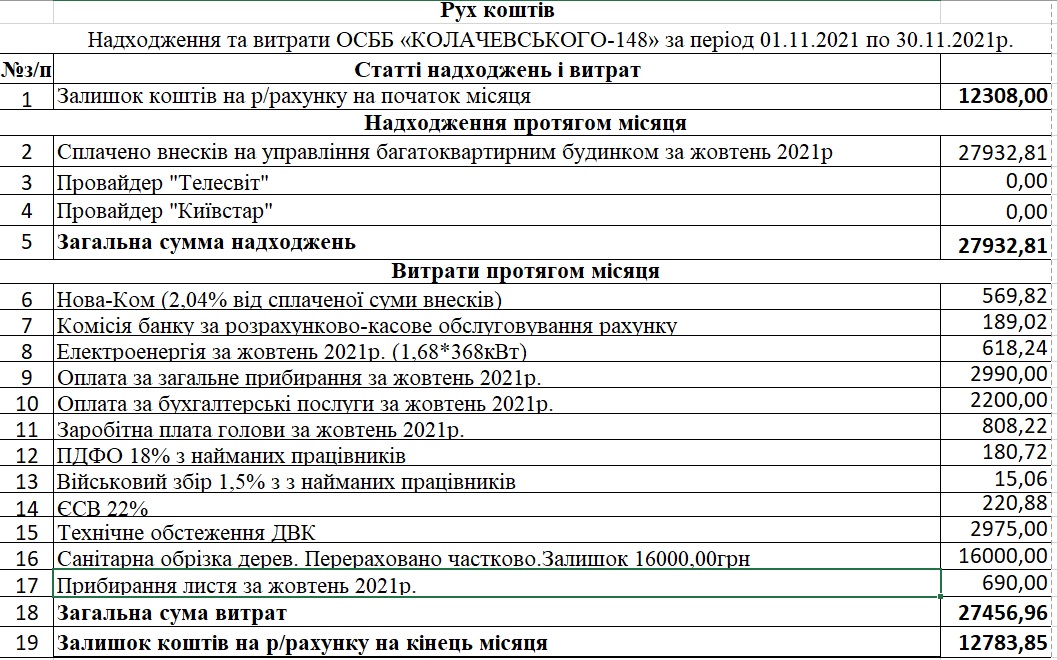 Рух коштів
Надходження та витрати ОСББ «КОЛАЧЕВСЬКОГО-148» за період 01.11.2021 по 30.11.2021р.
№з/п Статті надходжень і витрат
1 Залишок коштів на р/рахунку на початок місяця 12308,00
Надходження протягом місяця
2 Сплачено внесків на управління багатоквартирним будинком за жовтень 2021р 27932,81
3 Провайдер "Телесвіт" 0,00
4 Провайдер "Київстар" 0,00
5 Загальна сумма надходжень 27932,81
Витрати протягом місяця
6 Нова-Ком (2,04% від сплаченої суми внесків) 569,82
7 Комісія банку за розрахунково-касове обслуговування рахунку 189,02
8 Електроенергія за жовтень 2021р. (1,68*368кВт) 618,24
9 Оплата за загальне прибирання за жовтень 2021р. 2990,00
10 Оплата за бухгалтерські послуги за жовтень 2021р. 2200,00
11 Заробітна плата голови за жовтень 2021р. 808,22
12 ПДФО 18% з найманих працівників 180,72
13 Військовий збір 1,5% з з найманих працівників 15,06
14 ЄСВ 22% 220,88
15 Технічне обстеження ДВК 2975,00
16 Санітарна обрізка дерев. Перераховано частково.Залишок 16000,00грн 16000,00
17 Прибирання листя за жовтень 2021р. 690,00
18 Загальна сума витрат 27456,96
19 Залишок коштів на р/рахунку на кінець місяця 12783,85